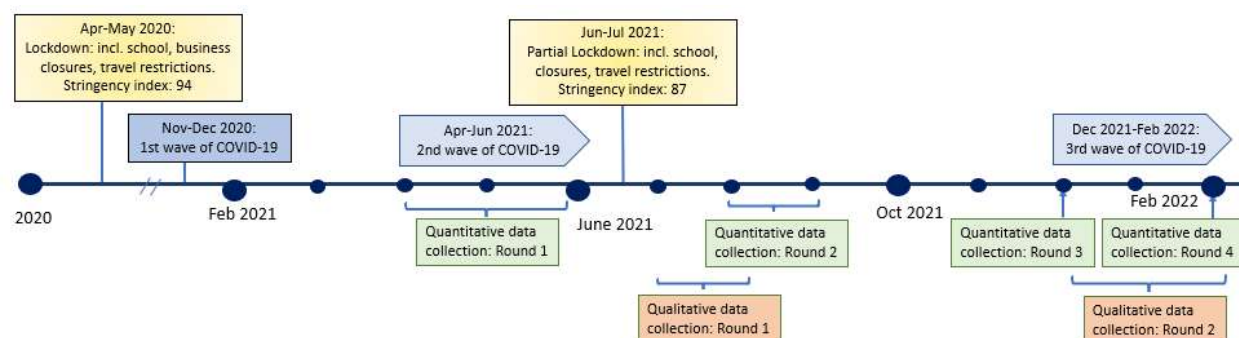 Apr-May 2020:
Lockdown: incl. school, business
closures, travel restrictions.
Stringency index: 94
Jun-Jul 2021:
Partial Lockdown: incl. school,
closures, travel restrictions.
Stringency index: 87
Nov-Dec 2020:
1st wave of COVID-19
Apr-Jun 2021:
2nd wave of COVID-19
Dec 2021-Feb 2022:
3rd wave of COVID-19
2020
Feb 2021
June 2021
Oct 2021
Feb 2022
Quantitative data
collection: Round 1
Quantitative data
collection: Round 2
Quantitative data
collection: Round 3
Quantitative data
collection: Round 4
Qualitative data
collection: Round 1
Qualitative data
collection: Round 2